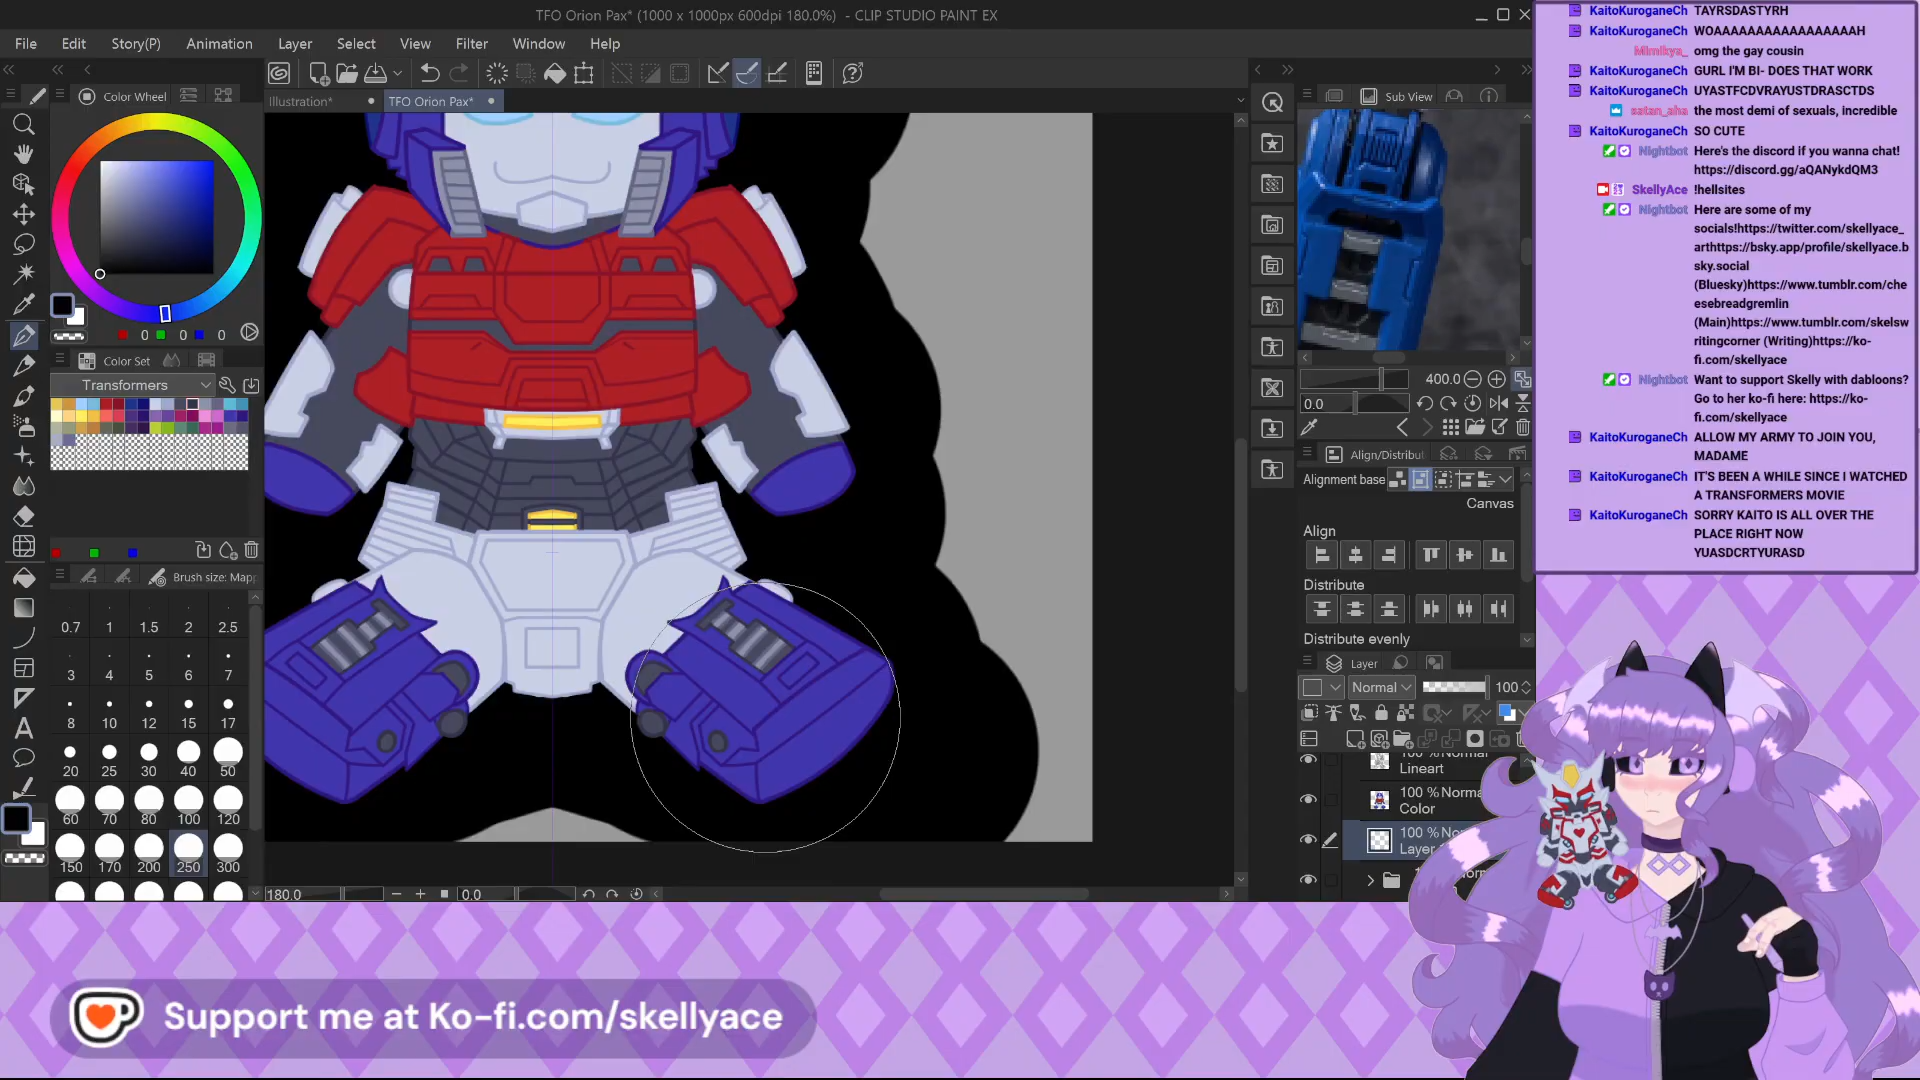 TFO Orion Pax* (1000 x 1000px 600dpi 180.0%) - CLIP STUDIO PAINT EX
File Edit Story(P) Animation Layer Select View Filter Window Help
Illustration* TFO Orion Pax*
Color Wheel
0 0 0
Color Set
Transformers
Brush size: Mapp
0.7 1 1.5 2 2.5
3 4 5 6 7
8 10 12 15 17
20 25 30 40 50
60 70 80 100 120
150 170 200 250 300
180.0 0.0
Sub View
400.0
0.0
Align/Distribut
Alignment base
Canvas
Align
Distribute
Distribute evenly
Layer
Normal 100
100 % Norma
Lineart
100 % Norma
Color
100 % No
Layer
KaitoKuroganeCh TAYRSDASTYRH
KaitoKuroganeCh WOAAAAAAAAAAAAAAAAAH
Mimikya_ omg the gay cousin
KaitoKuroganeCh GURL I'M BI- DOES THAT WORK
KaitoKuroganeCh UYASTFCDVRAYUSTDRASCTDS
satan_aha the most demi of sexuals, incredible
KaitoKuroganeCh SO CUTE
Nightbot Here's the discord if you wanna chat!
https://discord.gg/aQANykdQM3
SkellyAce !hellsites
Nightbot Here are some of my
socials!https://twitter.com/skellyace_
arthttps://bsky.app/profile/skellyace.b
sky.social
(Bluesky)https://www.tumblr.com/che
esebreadgremlin
(Main)https://www.tumblr.com/skelsw
ritingcorner (Writing)https://ko-
fi.com/skellyace
Nightbot Want to support Skelly with dabloons?
Go to her ko-fi here: https://ko-
fi.com/skellyace
KaitoKuroganeCh ALLOW MY ARMY TO JOIN YOU,
MADAME
KaitoKuroganeCh IT'S BEEN A WHILE SINCE I WATCHED
A TRANSFORMERS MOVIE
KaitoKuroganeCh SORRY KAITO IS ALL OVER THE
PLACE RIGHT NOW
YUASDCRTYURASD
Support me at Ko-fi.com/skellyace